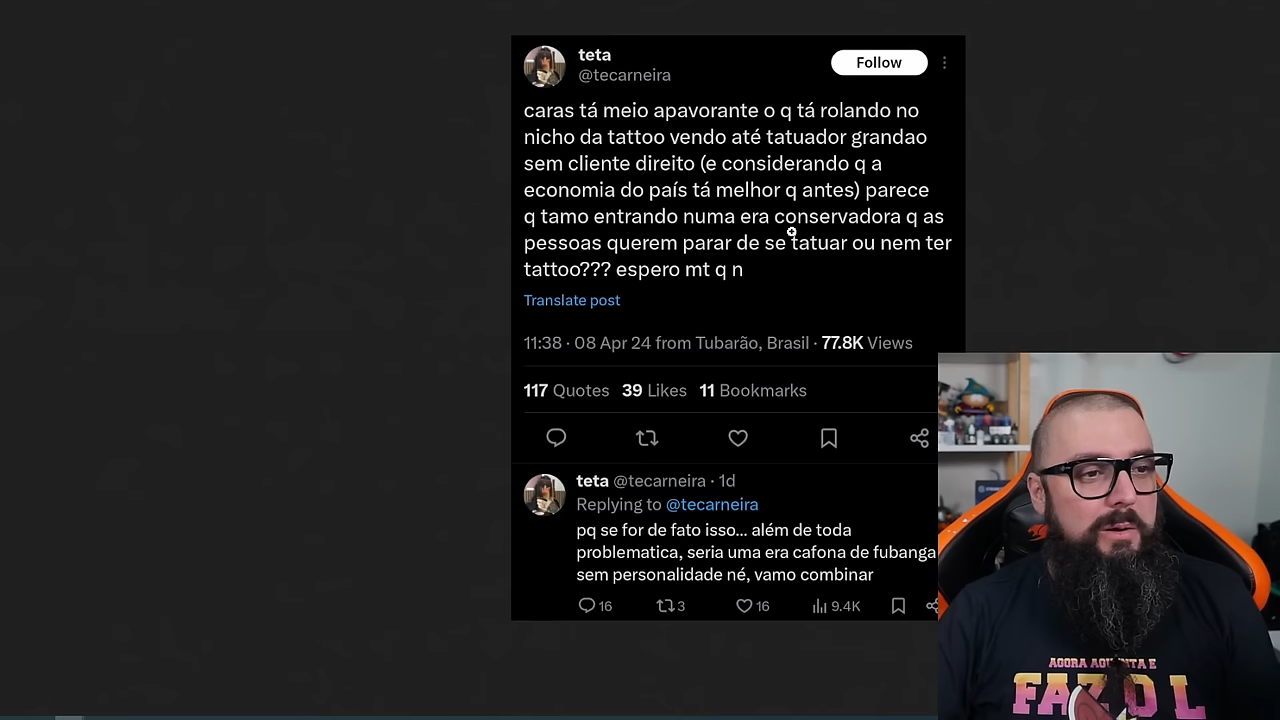 teta
@tecarneira
Follow
caras tá meio apavorante o q tá rolando no
nicho da tattoo vendo até tatuador grandao
sem cliente direito (e considerando q a
economia do país tá melhor q antes) parece
q tamo entrando numa era conservadora q as
pessoas querem parar de se tatuar ou nem ter
tattoo??? espero mt q n
Translate post
11:38 · 08 Apr 24 from Tubarão, Brasil · 77.8K Views
117 Quotes 39 Likes 11 Bookmarks
teta @tecarneira · 1d
Replying to @tecarneira
pq se for de fato isso... além de toda
problematica, seria uma era cafona de fubanga
sem personalidade né, vamo combinar
16 3 16 9.4K
AGORA AGUENTA E
FAZ O L